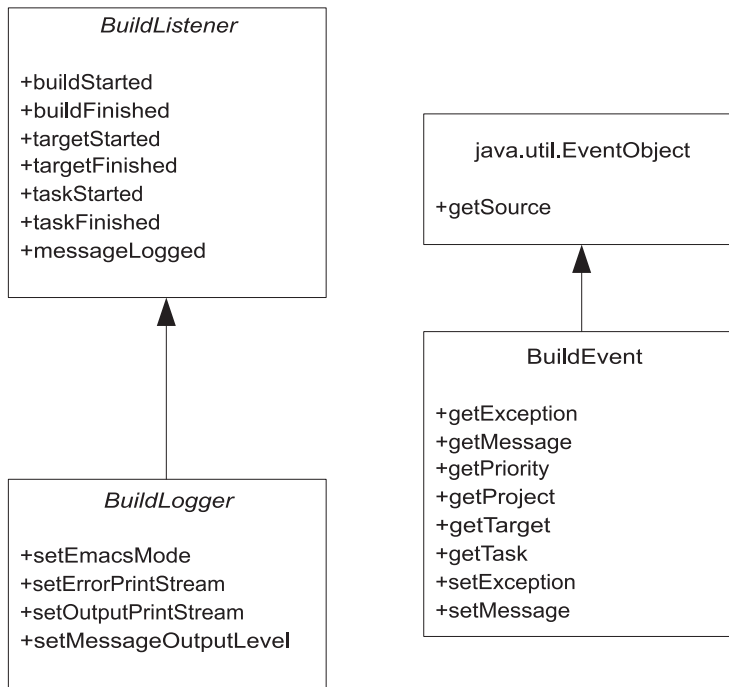 BuildListener
+buildStarted
+buildFinished
+targetStarted
+targetFinished
+taskStarted
+taskFinished
+messageLogged
BuildLogger
+setEmacsMode
+setErrorPrintStream
+setOutputPrintStream
+setMessageOutputLevel
java.util.EventObject
+getSource
BuildEvent
+getException
+getMessage
+getPriority
+getProject
+getTarget
+getTask
+setException
+setMessage